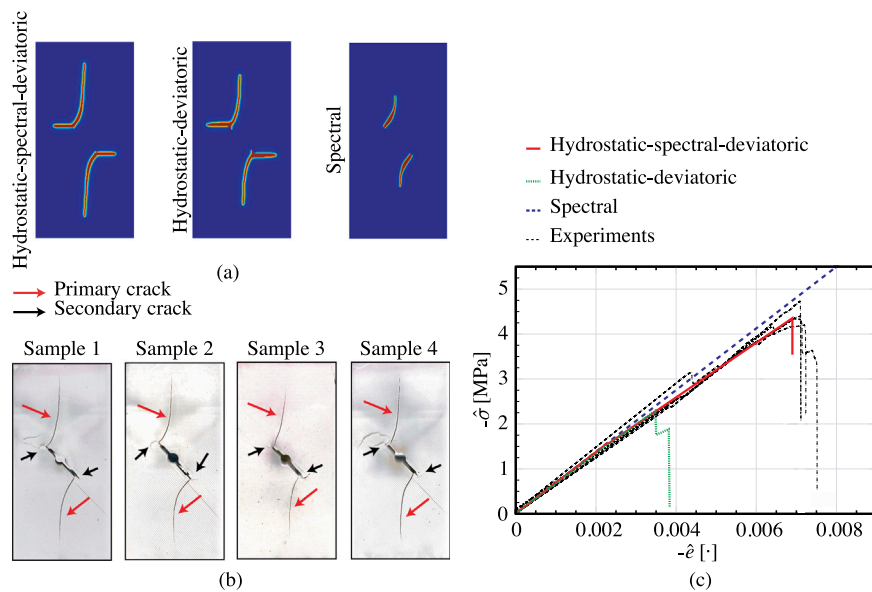 Hydrostatic-spectral-deviatoric
Hydrostatic-deviatoric
Spectral
(a)
Primary crack
Secondary crack
Sample 1
Sample 2
Sample 3
Sample 4
(b)
Hydrostatic-spectral-deviatoric
Hydrostatic-deviatoric
Spectral
Experiments
-σ̂ [MPa]
5
4
3
2
1
0
0
0.002
0.004
0.006
0.008
-ê [·]
(c)